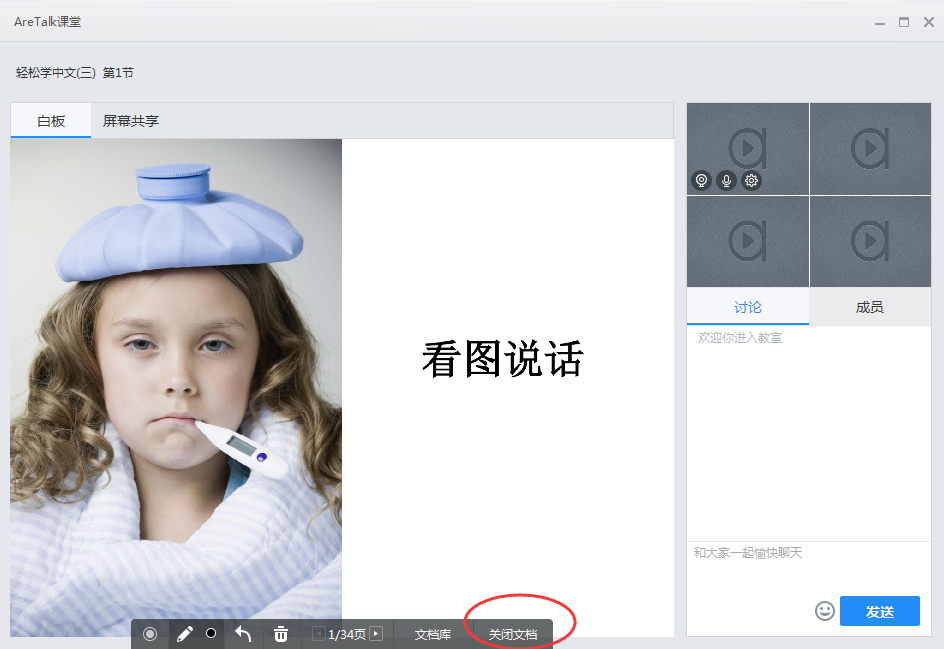 AreTalk课堂
轻松学中文(三) 第1节
白板 屏幕共享
看图说话
讨论 成员
欢迎你进入教室
和大家一起愉快聊天
发送
1/34页 文档库 关闭文档